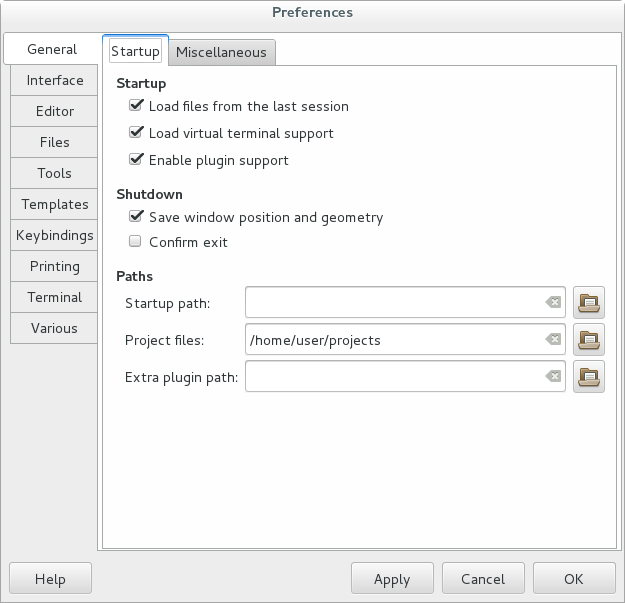 Preferences
General
Interface
Editor
Files
Tools
Templates
Keybindings
Printing
Terminal
Various
Startup
Miscellaneous
Startup
Load files from the last session
Load virtual terminal support
Enable plugin support
Shutdown
Save window position and geometry
Confirm exit
Paths
Startup path:
Project files: /home/user/projects
Extra plugin path:
Help
Apply
Cancel
OK